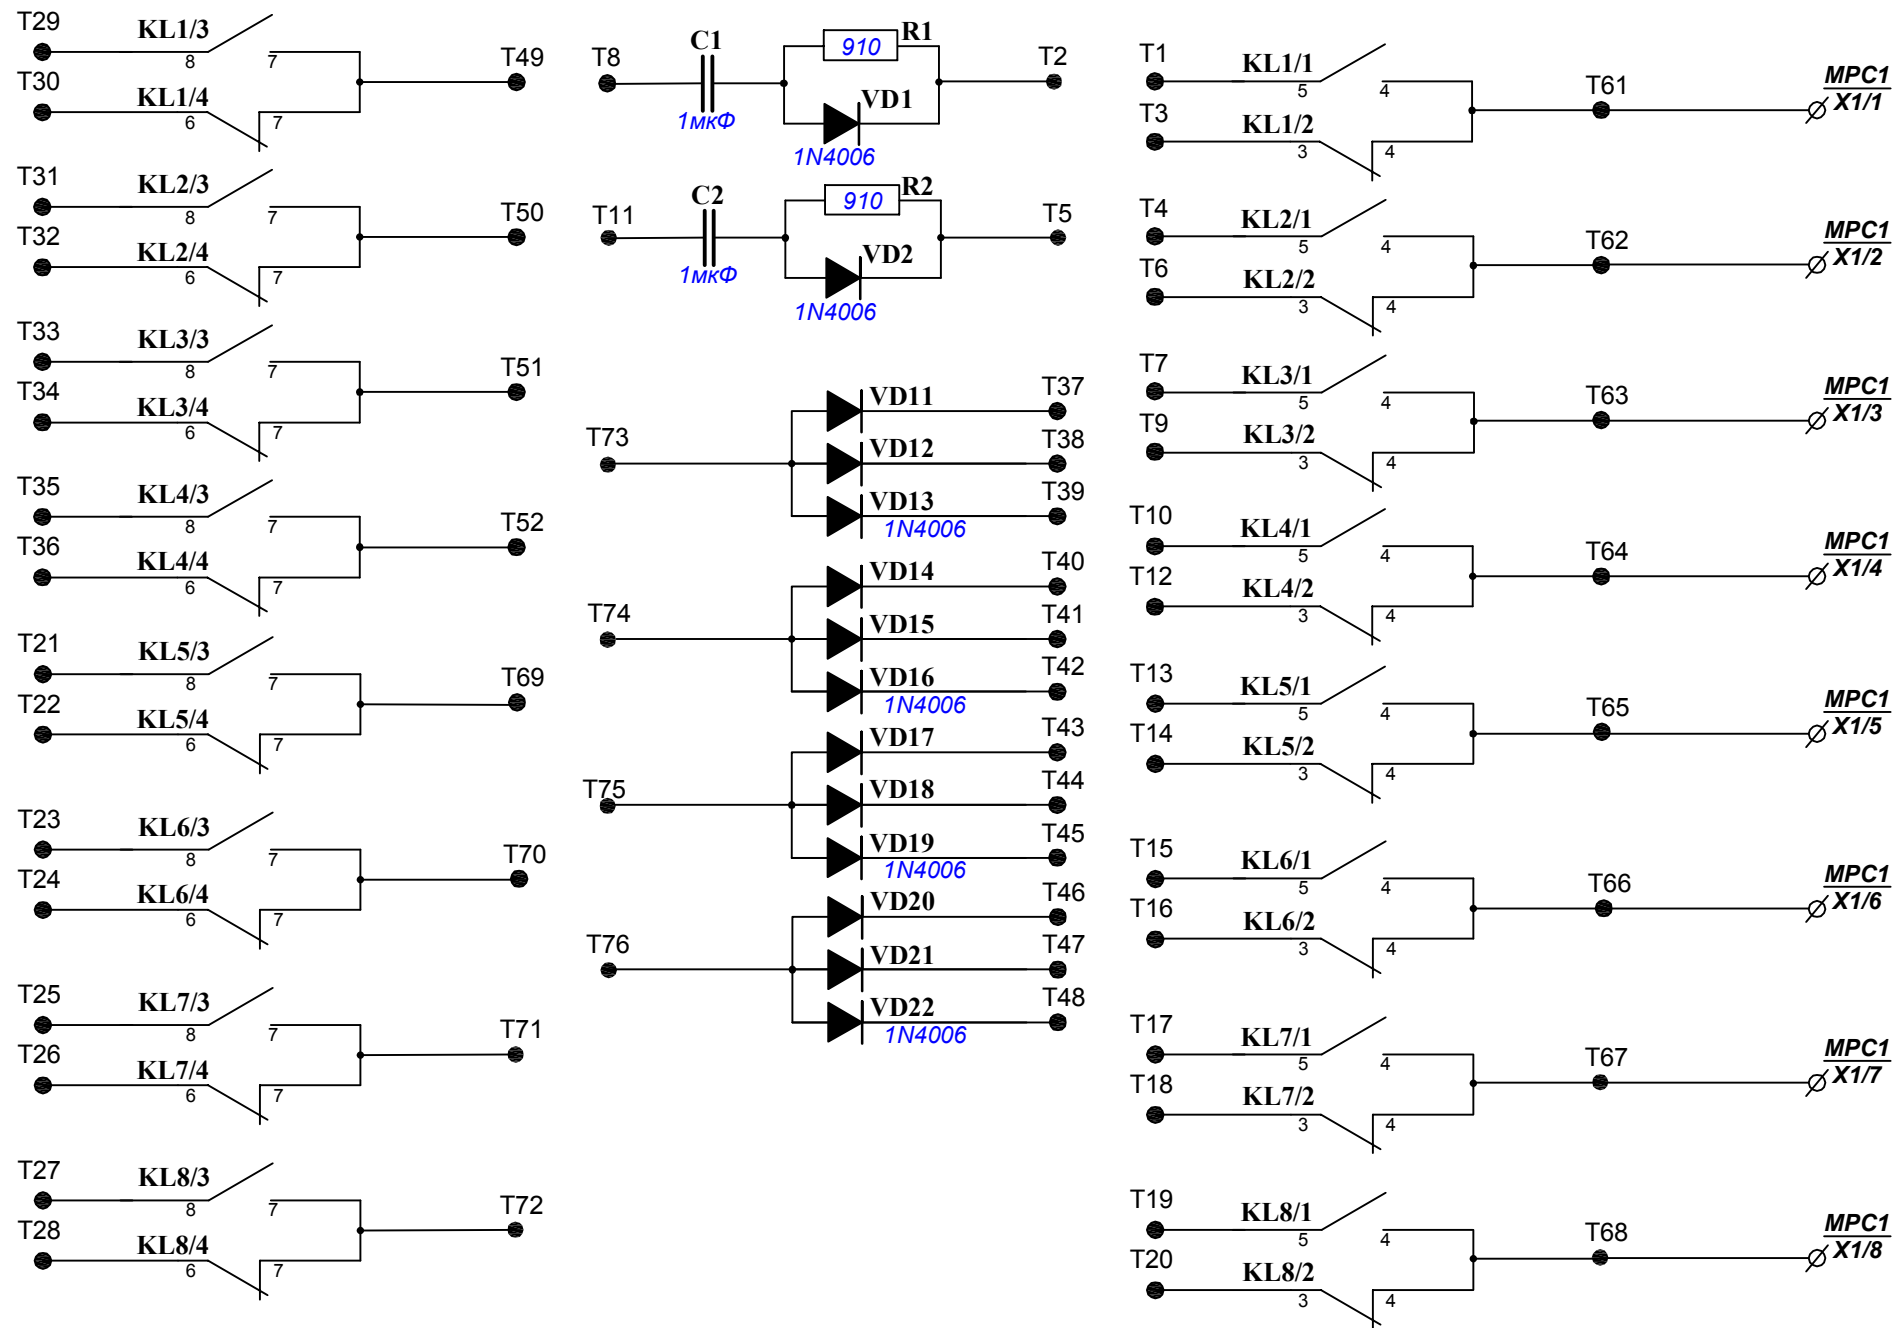 T29
KL1/3
8 7
T30
T49
KL1/4
6 7
T31
KL2/3
8 7
T32
T50
KL2/4
6 7
T33
KL3/3
8 7
T34
T51
KL3/4
6 7
T35
KL4/3
8 7
T36
T52
KL4/4
6 7
T21
KL5/3
8 7
T22
T69
KL5/4
6 7
T23
KL6/3
8 7
T24
T70
KL6/4
6 7
T25
KL7/3
8 7
T26
T71
KL7/4
6 7
T27
KL8/3
8 7
T28
T72
KL8/4
6 7
T8
C1
1мкФ
910
R1
VD1
1N4006
T2
T11
C2
1мкФ
910
R2
VD2
1N4006
T5
T73
VD11
T37
VD12
T38
VD13
T39
1N4006
T74
VD14
T40
VD15
T41
VD16
T42
1N4006
T75
VD17
T43
VD18
T44
VD19
T45
1N4006
T76
VD20
T46
VD21
T47
VD22
T48
1N4006
T1
KL1/1
5 4
T3
KL1/2
3 4
T61
MPC1
X1/1
T4
KL2/1
5 4
T6
KL2/2
3 4
T62
MPC1
X1/2
T7
KL3/1
5 4
T9
KL3/2
3 4
T63
MPC1
X1/3
T10
KL4/1
5 4
T12
KL4/2
3 4
T64
MPC1
X1/4
T13
KL5/1
5 4
T14
KL5/2
3 4
T65
MPC1
X1/5
T15
KL6/1
5 4
T16
KL6/2
3 4
T66
MPC1
X1/6
T17
KL7/1
5 4
T18
KL7/2
3 4
T67
MPC1
X1/7
T19
KL8/1
5 4
T20
KL8/2
3 4
T68
MPC1
X1/8